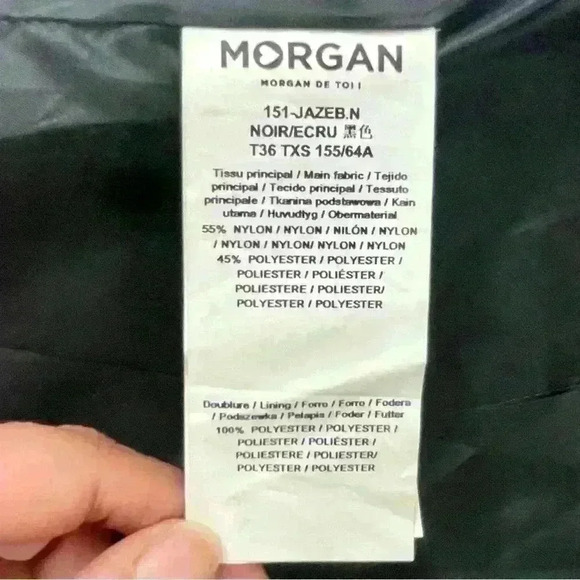 MORGAN
MORGAN DE TOI !
151-JAZEB.N
NOIR/ECRU 黑色
T36 TXS 155/64A
Tissu principal / Main fabric / Tejido
principal / Tecido principal / Tessuto
principale / Tkanina podstawowa / Kain
utama / Huvudtyg / Obermaterial
55% NYLON / NYLON / NILÓN / NYLON
/ NYLON / NYLON/ NYLON / NYLON
45% POLYESTER / POLYESTER /
POLIESTER / POLIÉSTER /
POLIESTERE / POLIESTER/
POLYESTER / POLYESTER
Doublure / Lining / Forro / Forro / Fodera
/ Podszewka / Pelapis / Foder / Futter
100% POLYESTER / POLYESTER /
POLIESTER / POLIÉSTER /
POLIESTERE / POLIESTER/
POLYESTER / POLYESTER